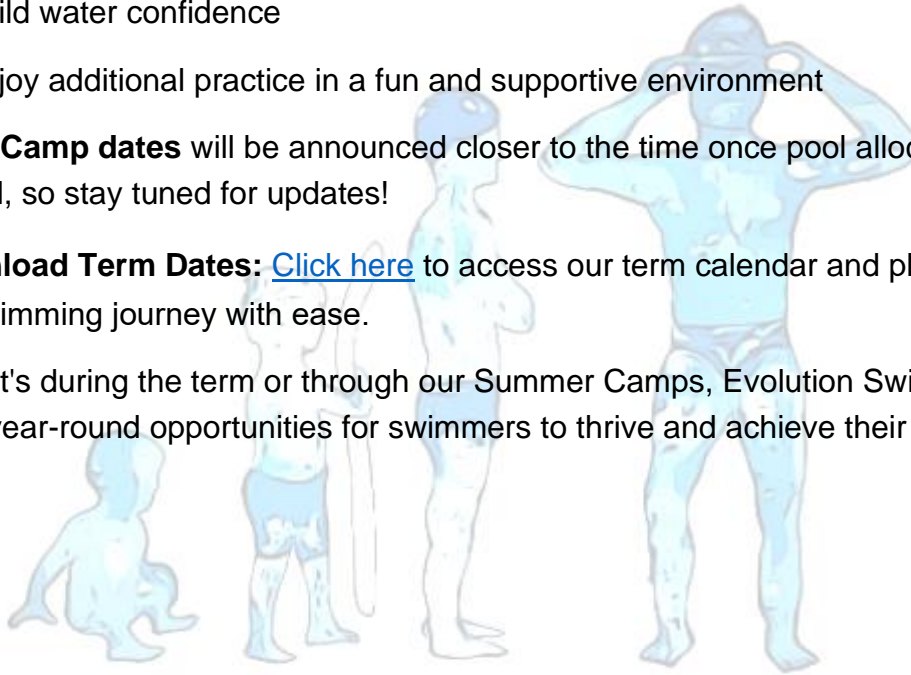 ild water confidence
joy additional practice in a fun and supportive environment
Camp dates will be announced closer to the time once pool alloc
, so stay tuned for updates!
load Term Dates: Click here to access our term calendar and pl
imming journey with ease.
t's during the term or through our Summer Camps, Evolution Swi
year-round opportunities for swimmers to thrive and achieve their